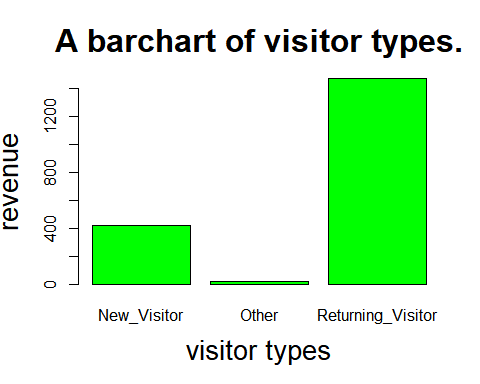 A barchart of visitor types.
revenue
1200
800
400
0
New_Visitor Other Returning_Visitor
visitor types